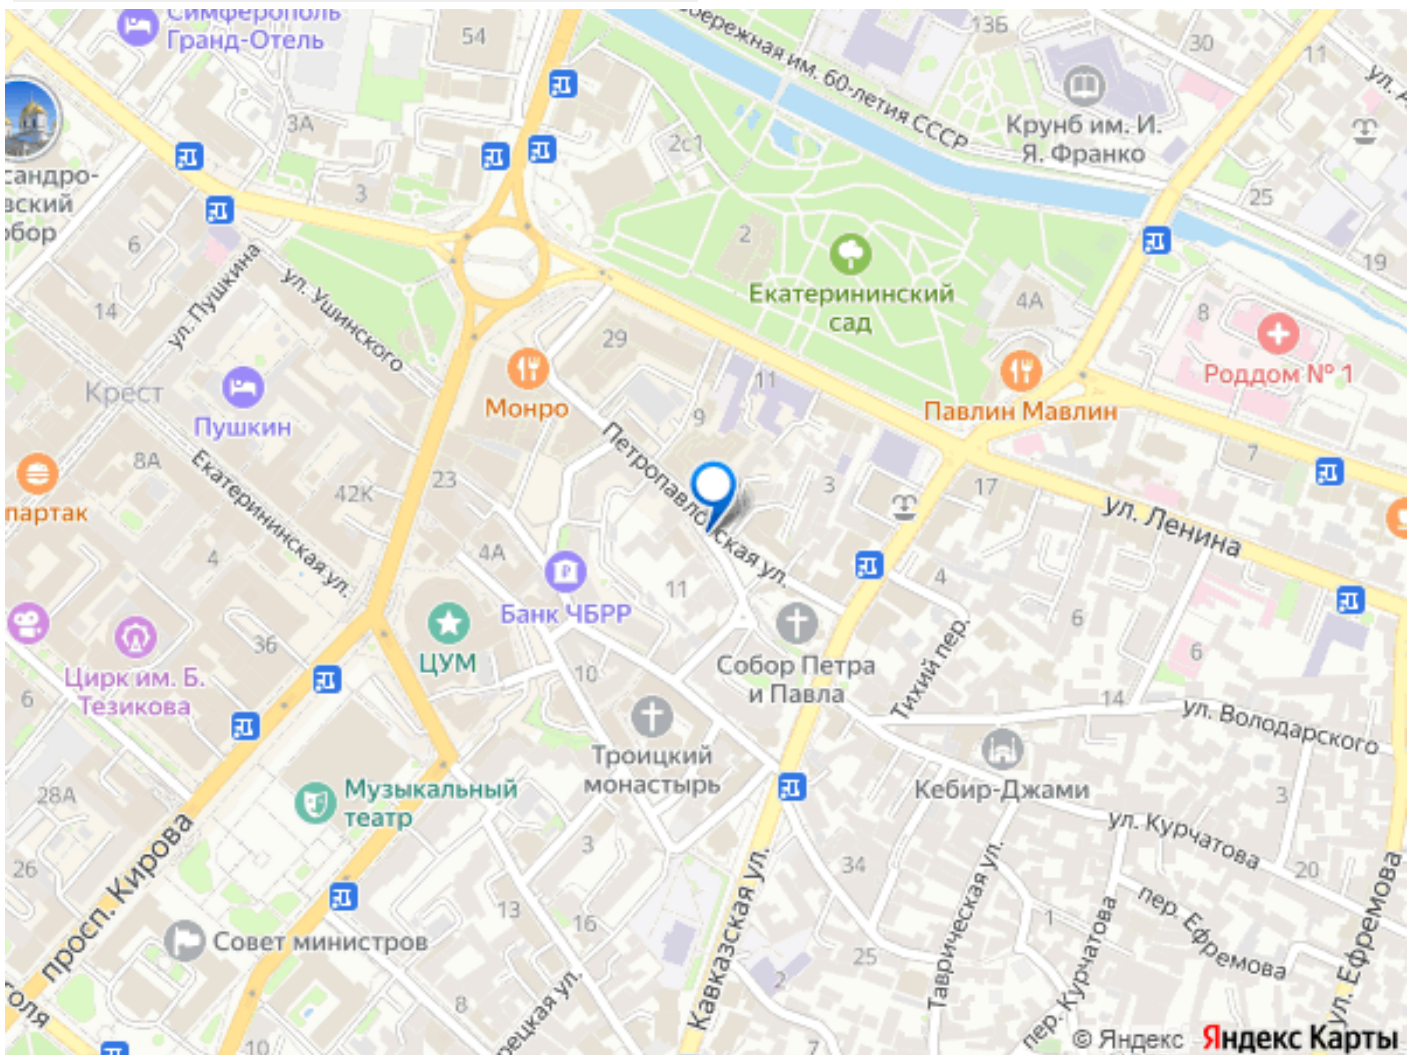 Симферополь
Гранд-Отель
54
13Б
30
11
бережная им. 60-летия СССР
ул.
Крунб им. И.
Я. Франко
3А
2с1
25
сандро-
вский
обор
3
6
2
19
ул. Пушкина
ул. Ушинского
Екатерининский
сад
4А
8
14
29
Роддом № 1
Крест
Монро
11
Павлин Мавлин
9
Пушкин
Петропавловская ул.
8А
Екатерининская ул.
42К
23
3
17
7
партак
ул. Ленина
4А
4
4
11
Банк ЧБРР
ЦУМ
Собор Петра
и Павла
Тихий пер.
6
6
36
10
Цирк им. Б.
Тезикова
6
14
ул. Володарского
Троицкий
монастырь
Кебир-Джами
Музыкальный
театр
28А
3
3
ул. Курчатова
просп. Кирова
26
34
20
Кавказская ул.
Таврическая ул.
пер. Ефремова
13
1
16
Совет министров
25
пер. Курчатова
ул. Ефремова
2
8
7
голя
рецкая ул.
10
© Яндекс Яндекс Карты